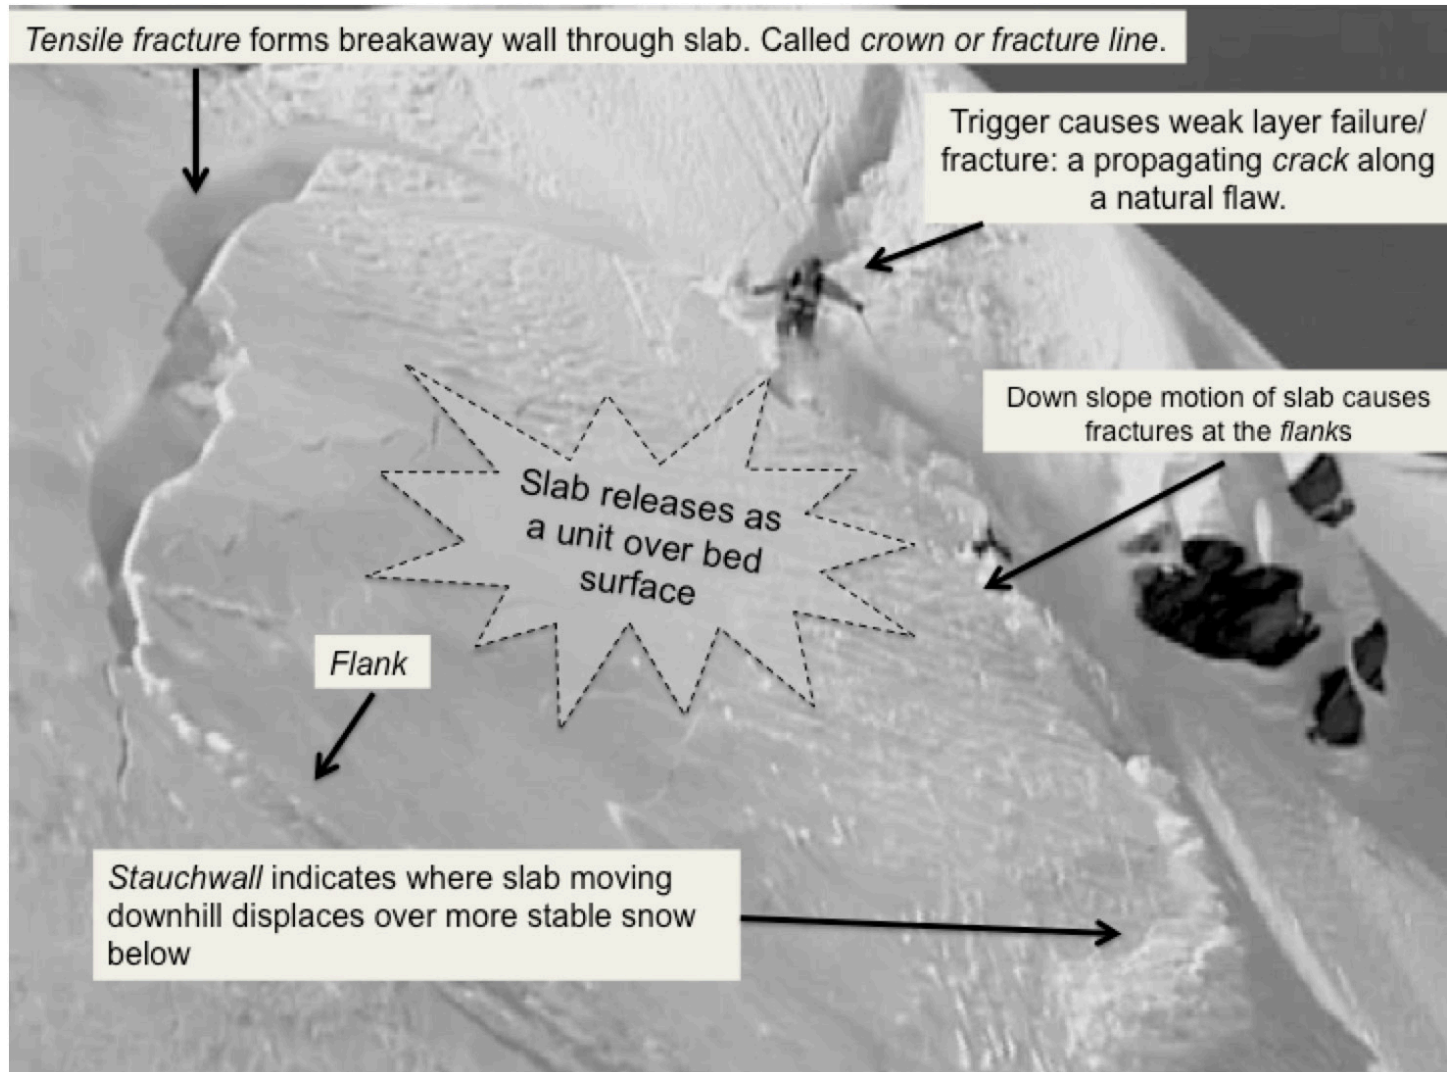 Tensile fracture forms breakaway wall through slab. Called crown or fracture line.
Trigger causes weak layer failure/
fracture: a propagating crack along
a natural flaw.
Down slope motion of slab causes
fractures at the flanks
Slab releases as
a unit over bed
surface
Flank
Stauchwall indicates where slab moving
downhill displaces over more stable snow
below